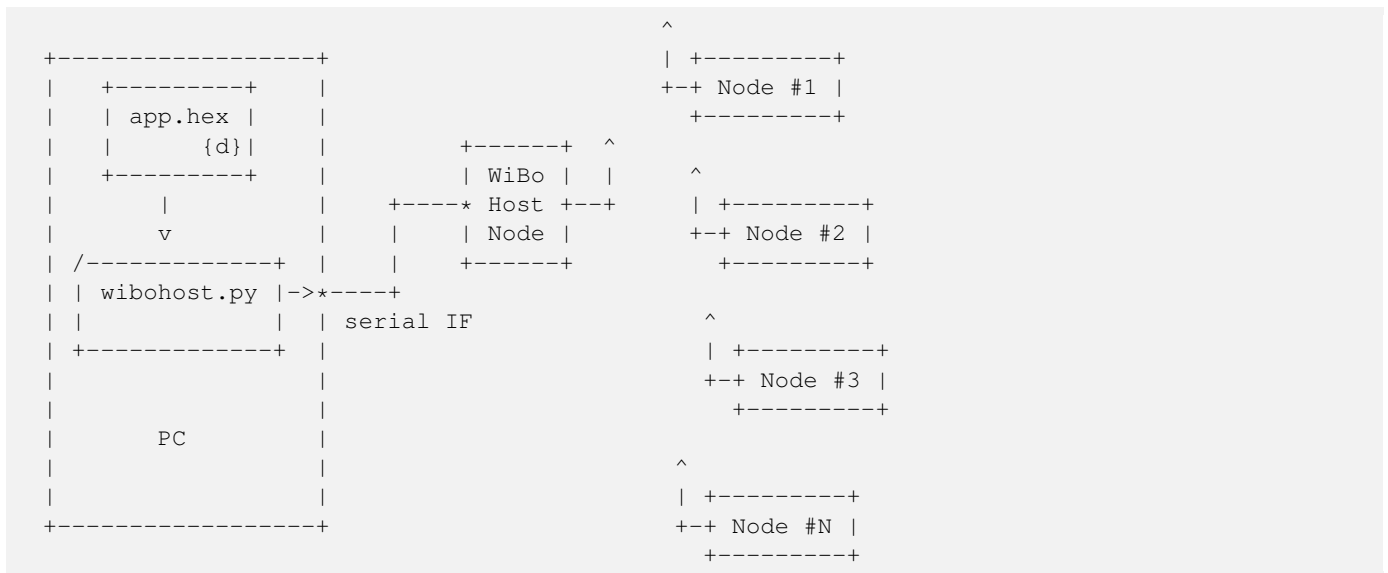 ^
+------------------+                      | +---------+
|   +---------+    |                      +-+ Node #1 |
|   | app.hex |    |                        +---------+
|   |      {d}|    |         +------+  ^
|   +---------+    |         | WiBo |  |     ^
|       |          |    +----* Host +--+     | +---------+
|       v          |    |    | Node |        +-+ Node #2 |
| /-------------+  |    |    +------+          +---------+
| | wibohost.py |->*----+
| |             |  | serial IF                ^
| +-------------+  |                          | +---------+
|                  |                          +-+ Node #3 |
|                  |                            +---------+
|       PC         |
|                  |                        ^
|                  |                        | +---------+
+------------------+                        +-+ Node #N |
                                              +---------+